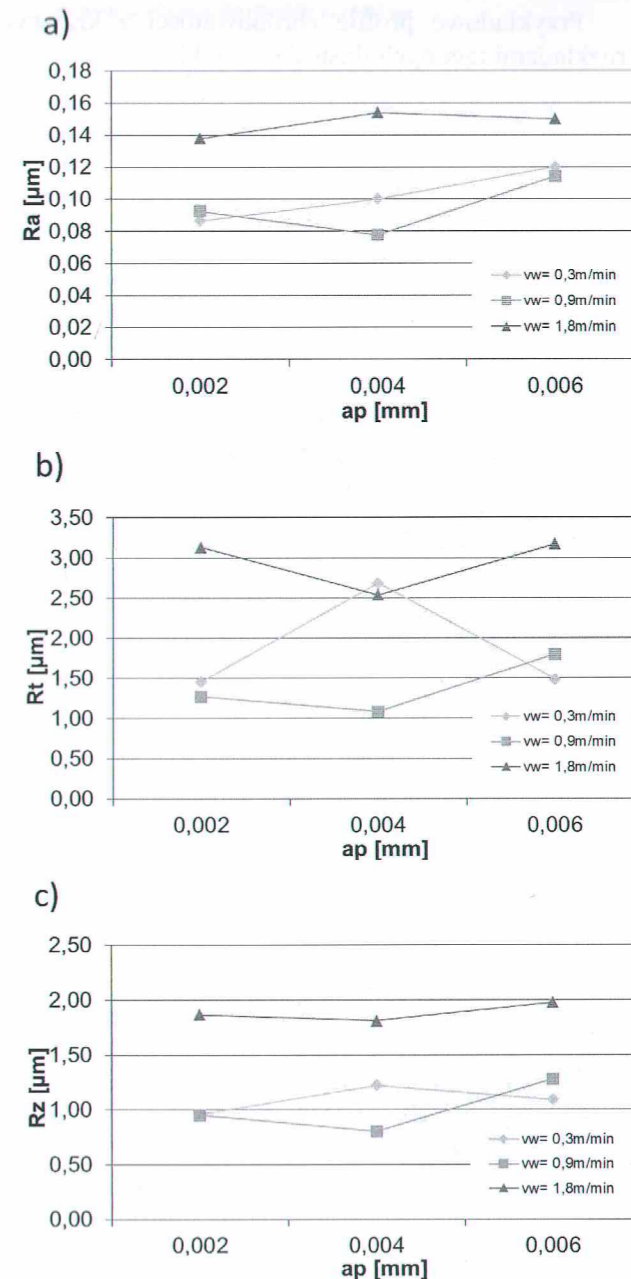 a)
0,18
0,16
0,14
0,12
0,10
0,08
0,06
0,04
0,02
0,00
Ra [µm]
vw= 0,3m/min
vw= 0,9m/min
vw= 1,8m/min
0,002 0,004 0,006
ap [mm]
b)
3,50
3,00
2,50
2,00
1,50
1,00
0,50
0,00
Rt [µm]
vw= 0,3m/min
vw= 0,9m/min
vw= 1,8m/min
0,002 0,004 0,006
ap [mm]
c)
2,50
2,00
1,50
1,00
0,50
0,00
Rz [µm]
vw= 0,3m/min
vw= 0,9m/min
vw= 1,8m/min
0,002 0,004 0,006
ap [mm]